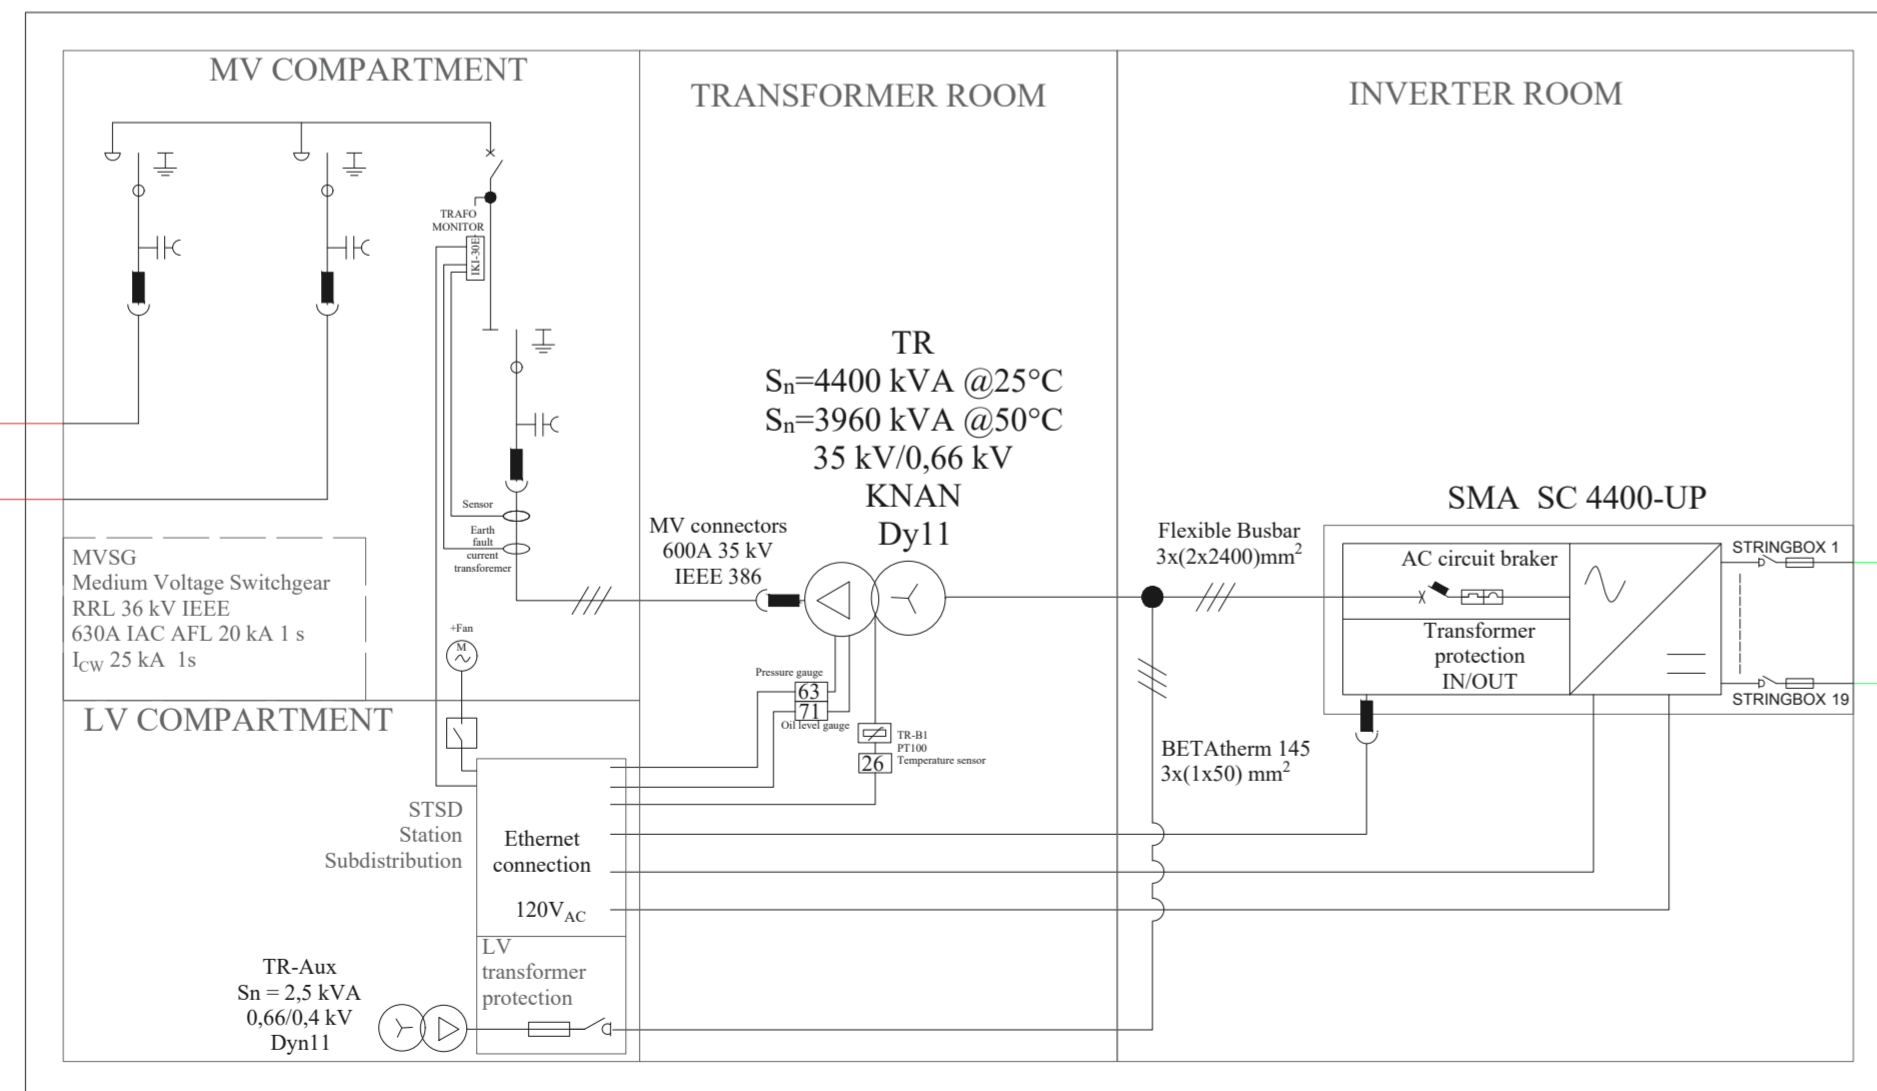 MV COMPARTMENT
TRANSFORMER ROOM
INVERTER ROOM
TRAFO
MONITOR
IKI-30E
TR
Sn=4400 kVA @25°C
Sn=3960 kVA @50°C
35 kV/0,66 kV
KNAN
Dy11
SMA SC 4400-UP
Sensor
Earth
fault
current
transforemer
MV connectors
600A 35 kV
IEEE 386
Flexible Busbar
3x(2x2400)mm²
AC circuit braker
Transformer
protection
IN/OUT
STRINGBOX 1
STRINGBOX 19
MVSG
Medium Voltage Switchgear
RRL 36 kV IEEE
630A IAC AFL 20 kA 1 s
ICW 25 kA 1s
+Fan
M
Pressure gauge
63
71
Oil level gauge
TR-B1
PT100
Temperature sensor
26
BETAtherm 145
3x(1x50) mm²
LV COMPARTMENT
STSD
Station
Subdistribution
Ethernet
connection
120VAC
LV
transformer
protection
TR-Aux
Sn = 2,5 kVA
0,66/0,4 kV
Dyn11